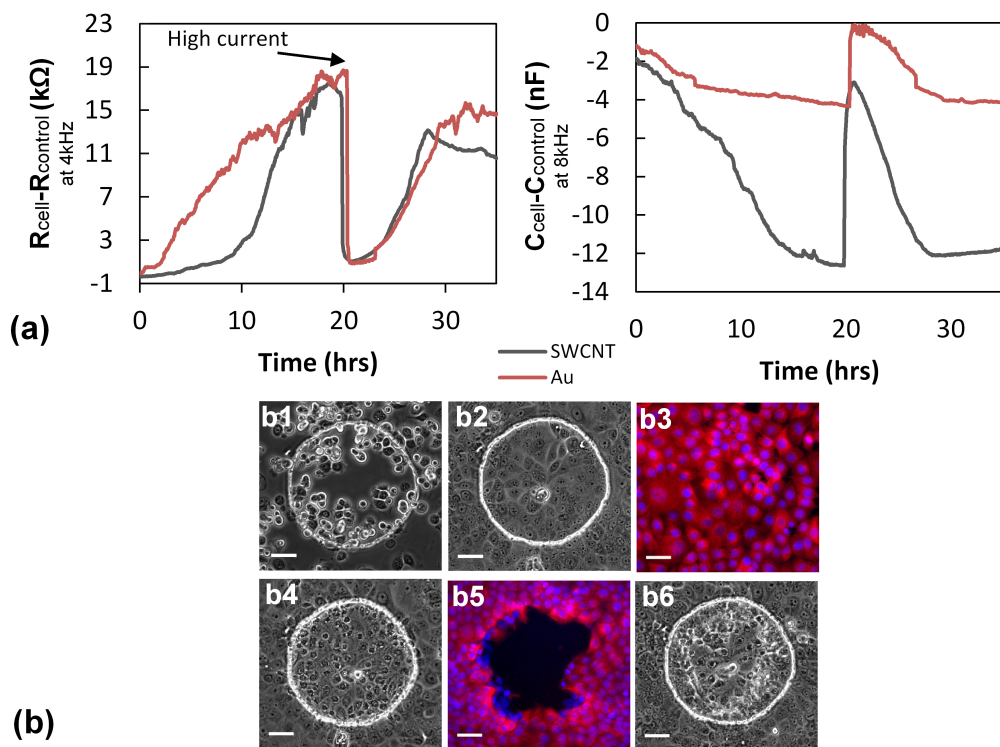 23
19
15
11
7
3
-1
High current
Rcell-Rcontrol (kΩ)
at 4kHz
0
10
20
30
Time (hrs)
0
-2
-4
-6
-8
-10
-12
-14
Ccell-Ccontrol (nF)
at 8kHz
0
10
20
30
Time (hrs)
(a)
SWCNT
Au
b1
b2
b3
b4
b5
b6
(b)